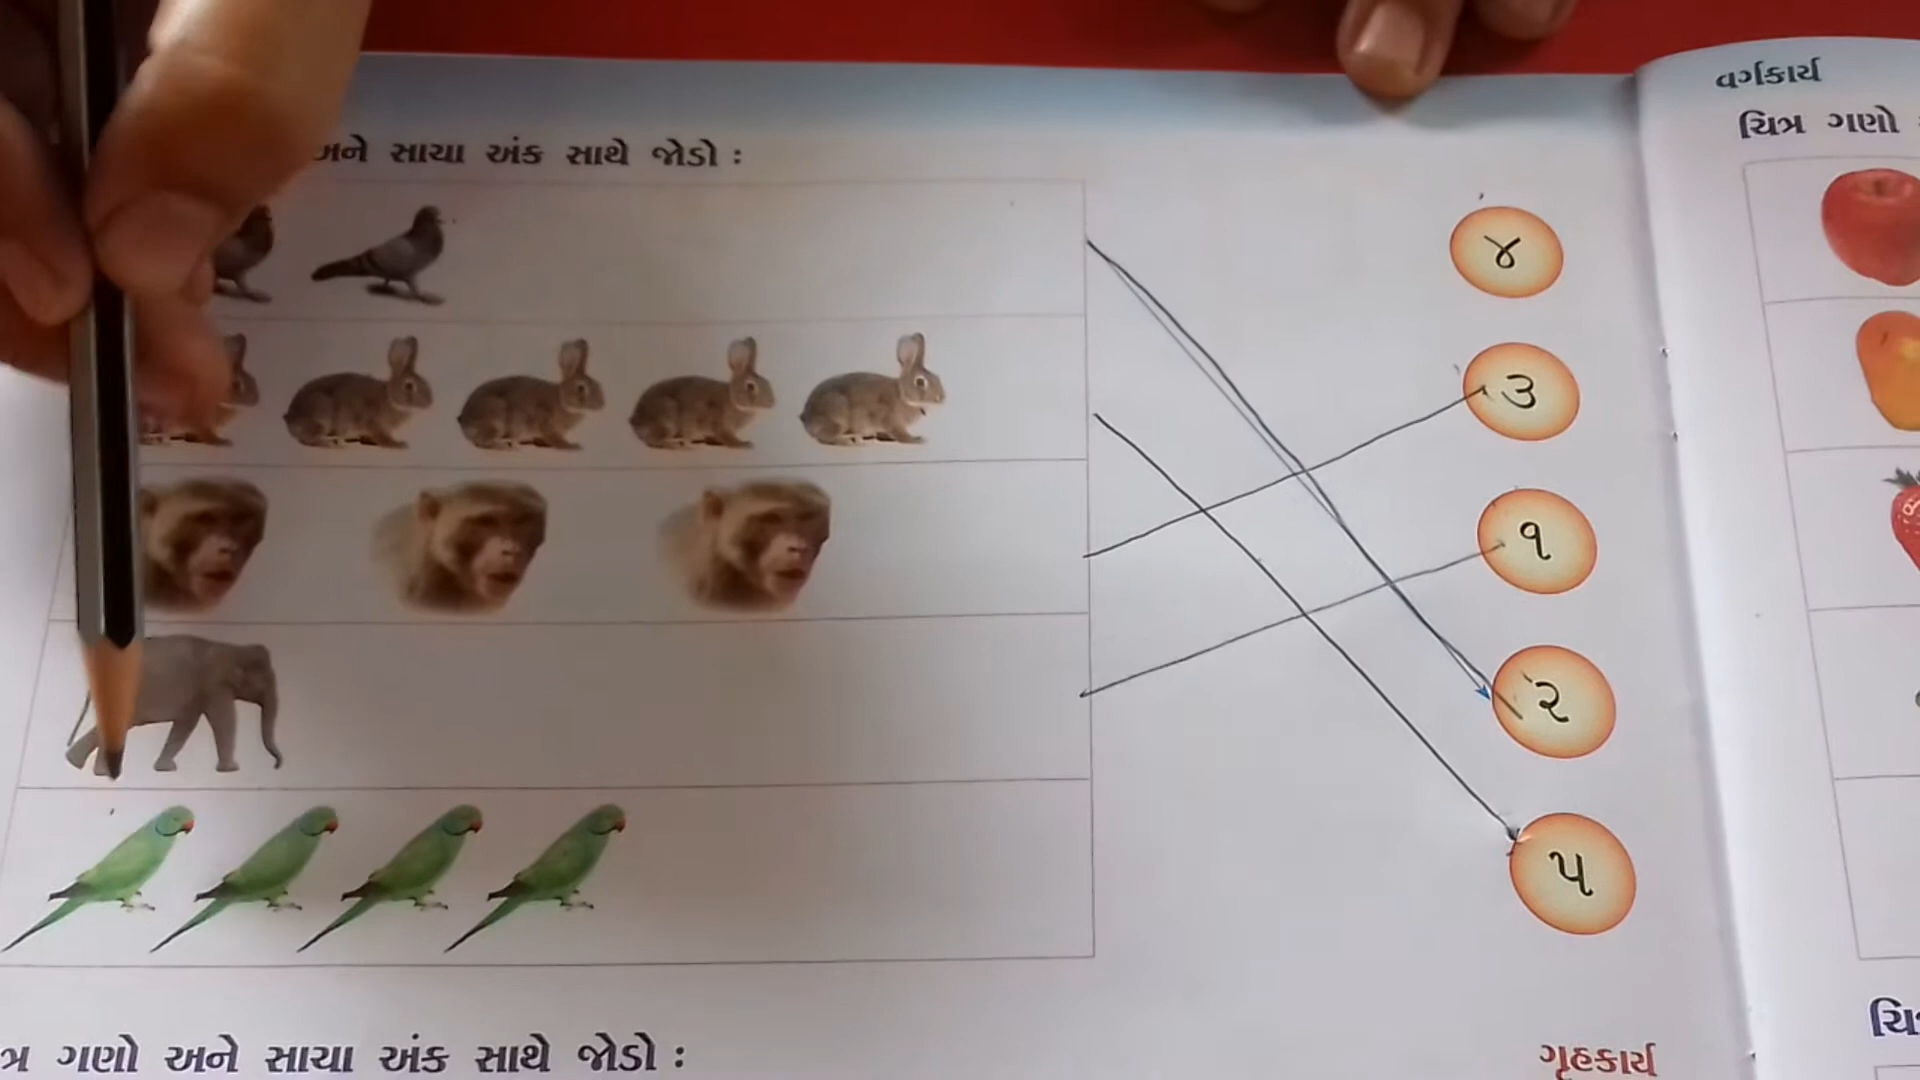 અને સાચા અંક સાથે જોડો :
૪
૩
૧
૨
૫
ગણો અને સાચા અંક સાથે જોડો :
ગૃહકાર્ય
વર્ગકાર્ય
ચિત્ર ગણો